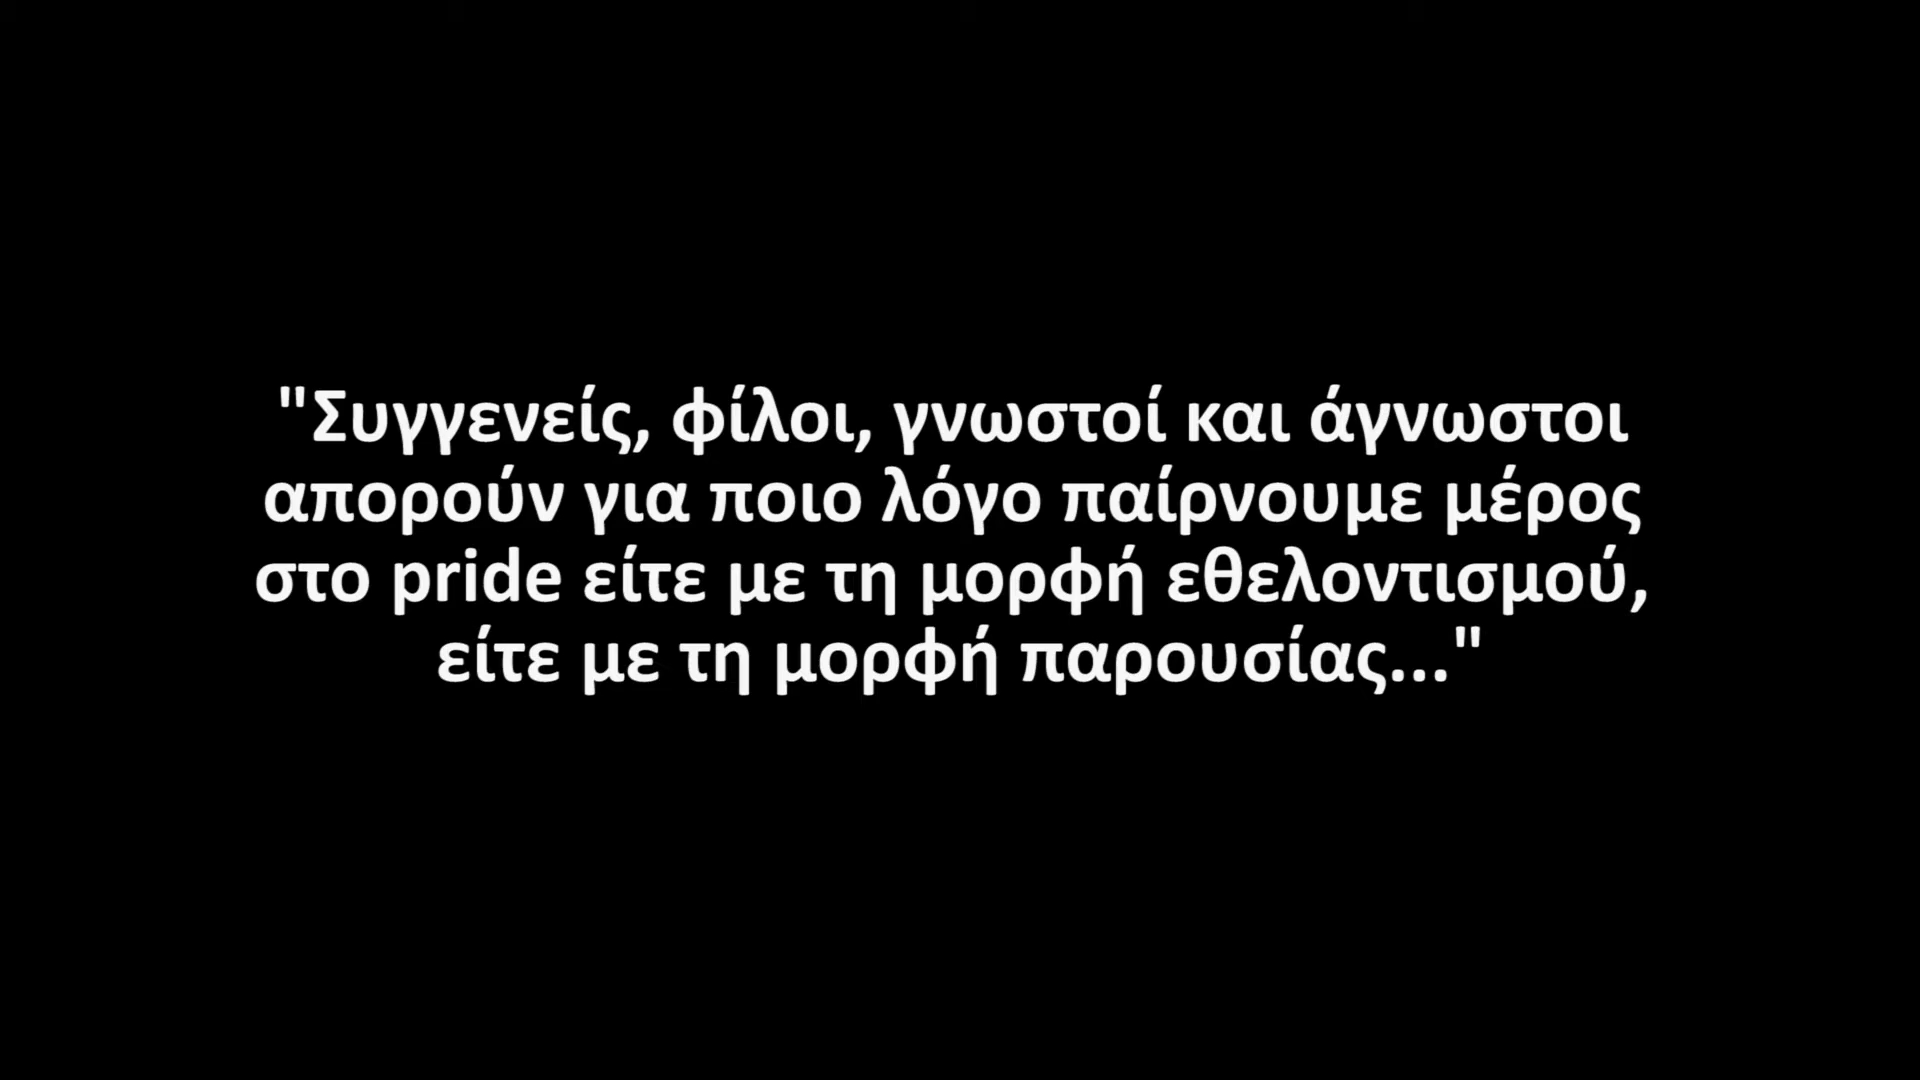 "Συγγενείς, φίλοι, γνωστοί και άγνωστοι
απορούν για ποιο λόγο παίρνουμε μέρος
στο pride είτε με τη μορφή εθελοντισμού,
είτε με τη μορφή παρουσίας..."